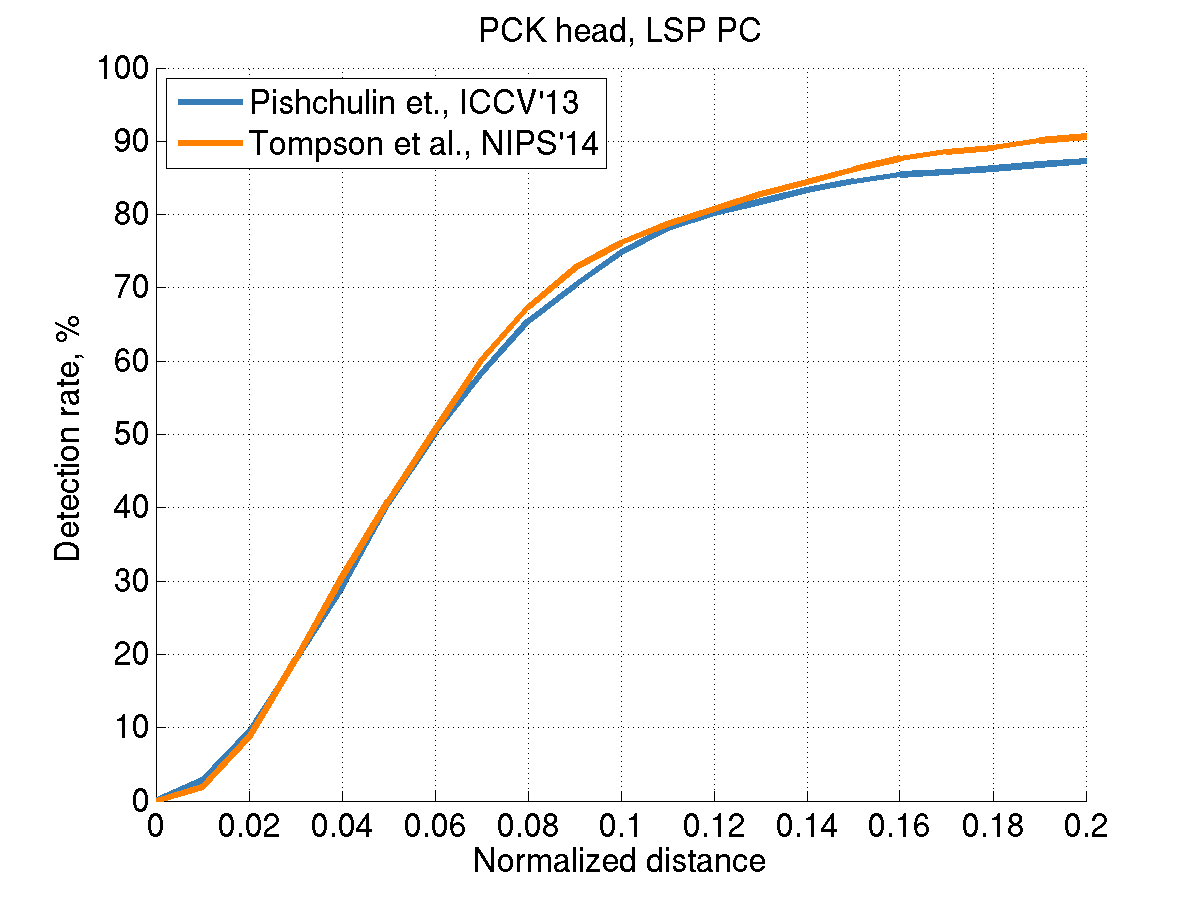 PCK head, LSP PC
Pishchulin et., ICCV'13
Tompson et al., NIPS'14
Detection rate, %
100
90
80
70
60
50
40
30
20
10
0
0 0.02 0.04 0.06 0.08 0.1 0.12 0.14 0.16 0.18 0.2
Normalized distance